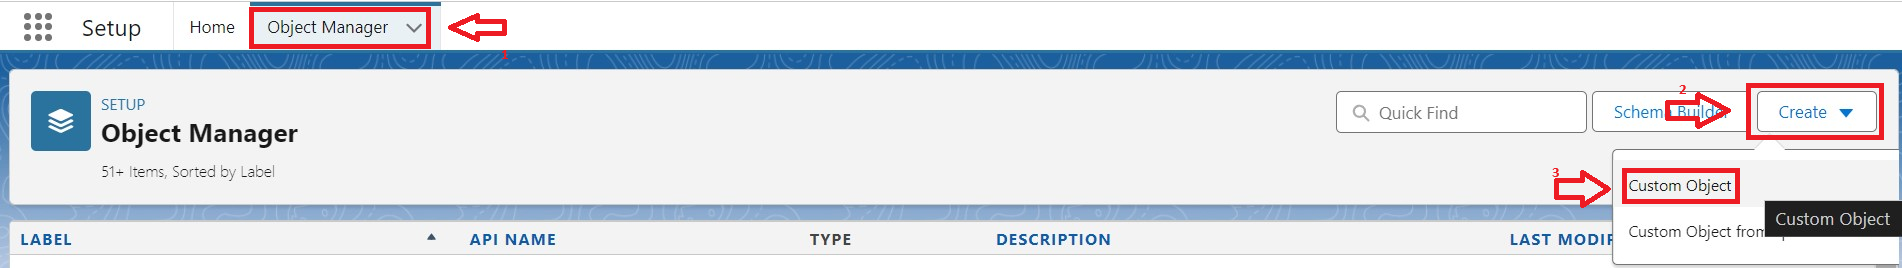 Setup
Home
Object Manager
1
SETUP
Object Manager
51+ Items, Sorted by Label
Quick Find
Schema Builder
2
Create
3
Custom Object
Custom Object
Custom Object from
LABEL
API NAME
TYPE
DESCRIPTION
LAST MODIF